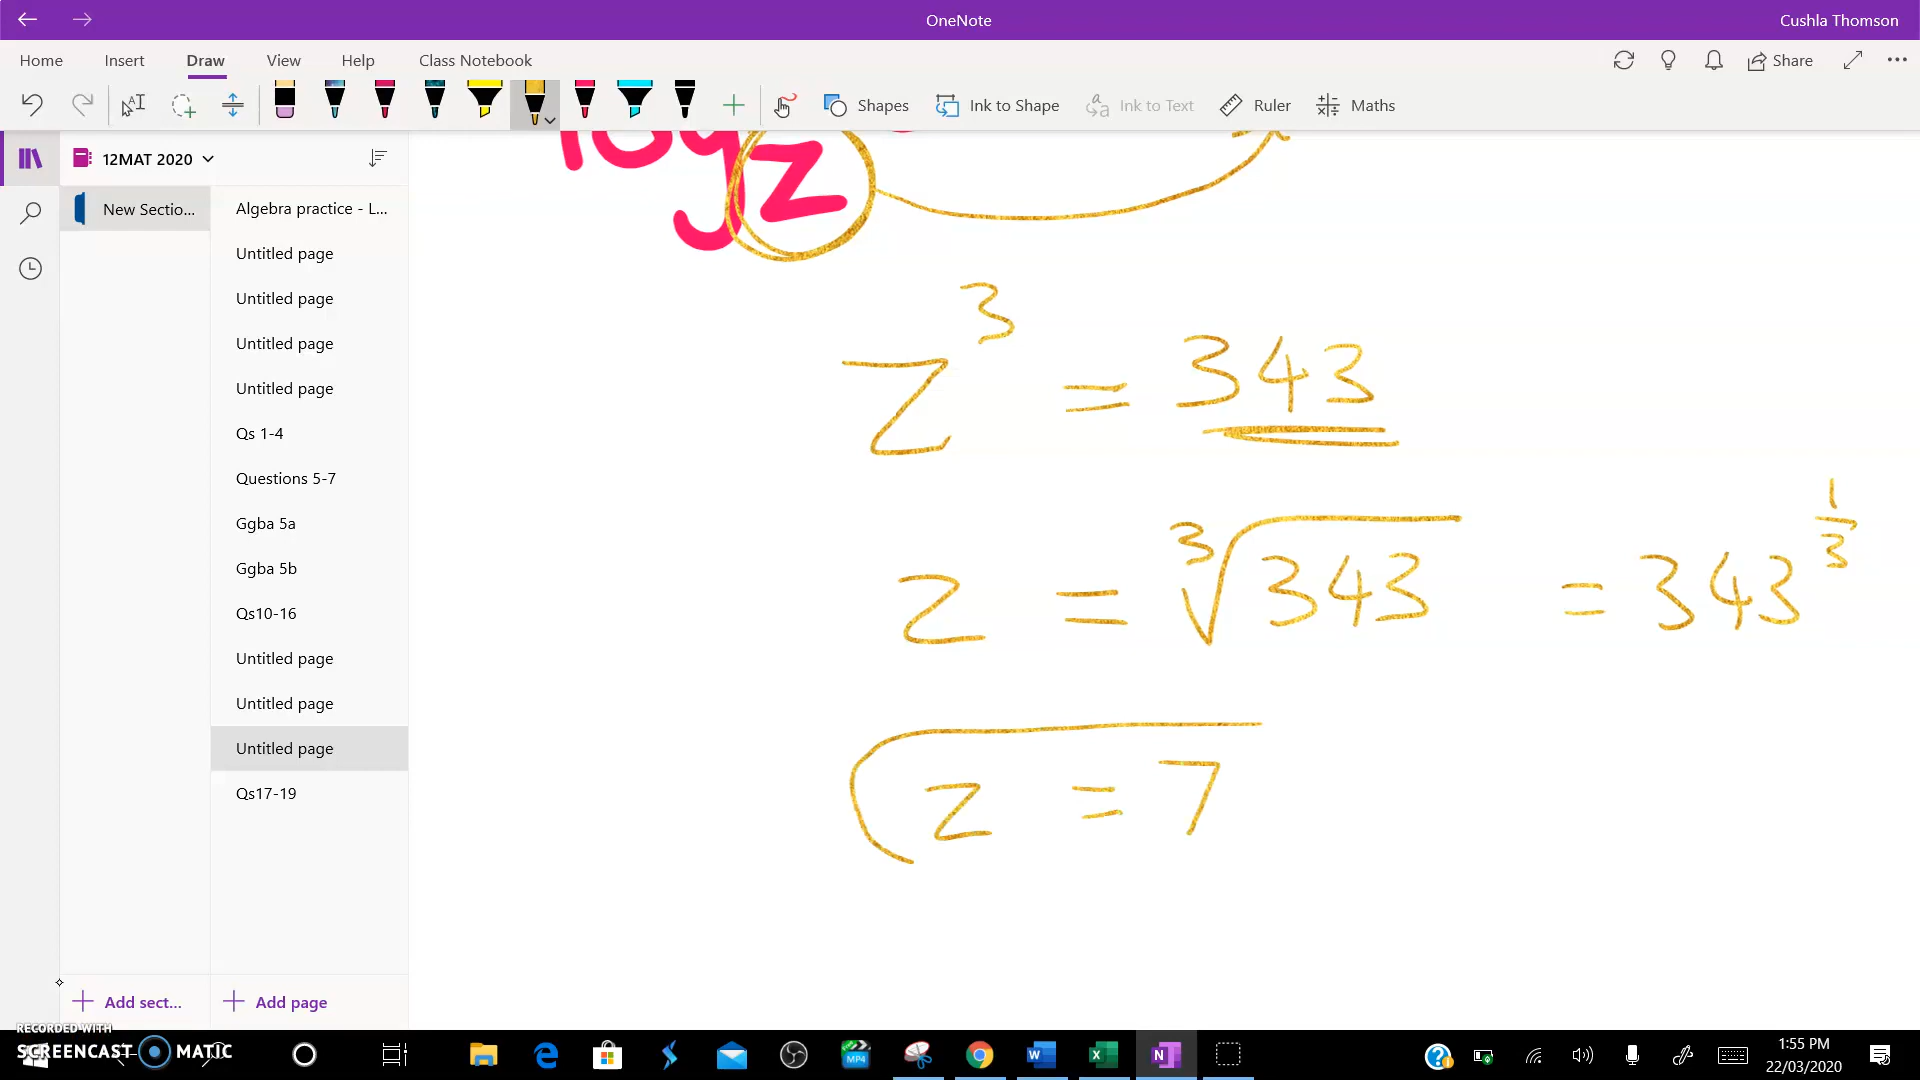 OneNote
Cushla Thomson
Home Insert Draw View Help Class Notebook
Share
Shapes Ink to Shape Ink to Text Ruler Maths
12MAT 2020
New Sectio...
Algebra practice - L...
Untitled page
Untitled page
Untitled page
Untitled page
Qs 1-4
Questions 5-7
Ggba 5a
Ggba 5b
Qs10-16
Untitled page
Untitled page
Untitled page
Qs17-19
Add sect...
Add page
log z
z³ = 343
z = ∛343 = 343^(1/3)
z = 7
RECORDED WITH
SCREENCAST MATIC
MP4
1:55 PM
22/03/2020